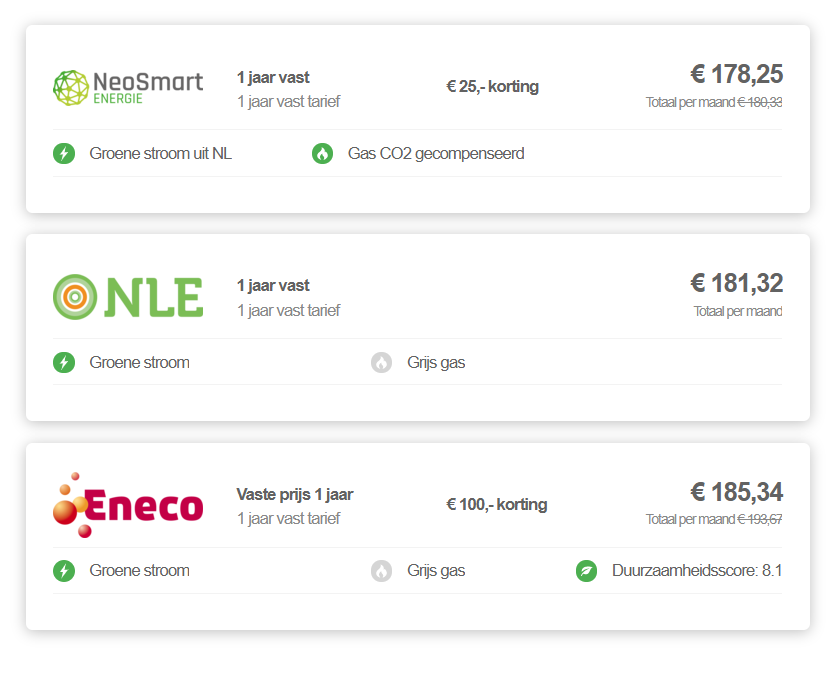 NeoSmart
ENERGIE
1 jaar vast
1 jaar vast tarief
€ 25,- korting
€ 178,25
Totaal per maand € 180,33
Groene stroom uit NL
Gas CO2 gecompenseerd
NLE
1 jaar vast
1 jaar vast tarief
€ 181,32
Totaal per maand
Groene stroom
Grijs gas
Eneco
Vaste prijs 1 jaar
1 jaar vast tarief
€ 100,- korting
€ 185,34
Totaal per maand € 193,67
Groene stroom
Grijs gas
Duurzaamheidsscore: 8.1